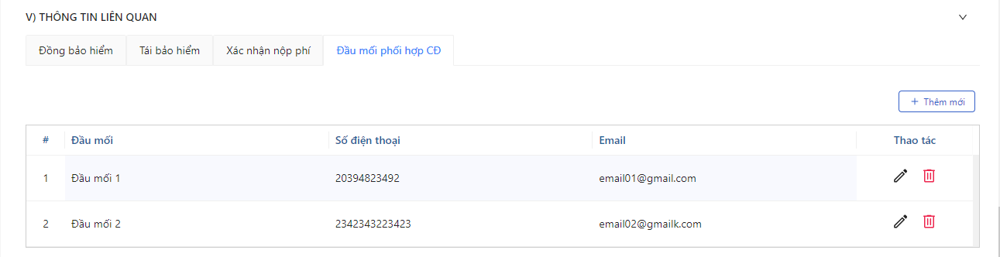 V) THÔNG TIN LIÊN QUAN
Đồng bảo hiểm Tái bảo hiểm Xác nhận nộp phí Đầu mối phối hợp CĐ
+ Thêm mới
# Đầu mối Số điện thoại Email Thao tác
1 Đầu mối 1 20394823492 email01@gmail.com
2 Đầu mối 2 2342343223423 email02@gmailk.com